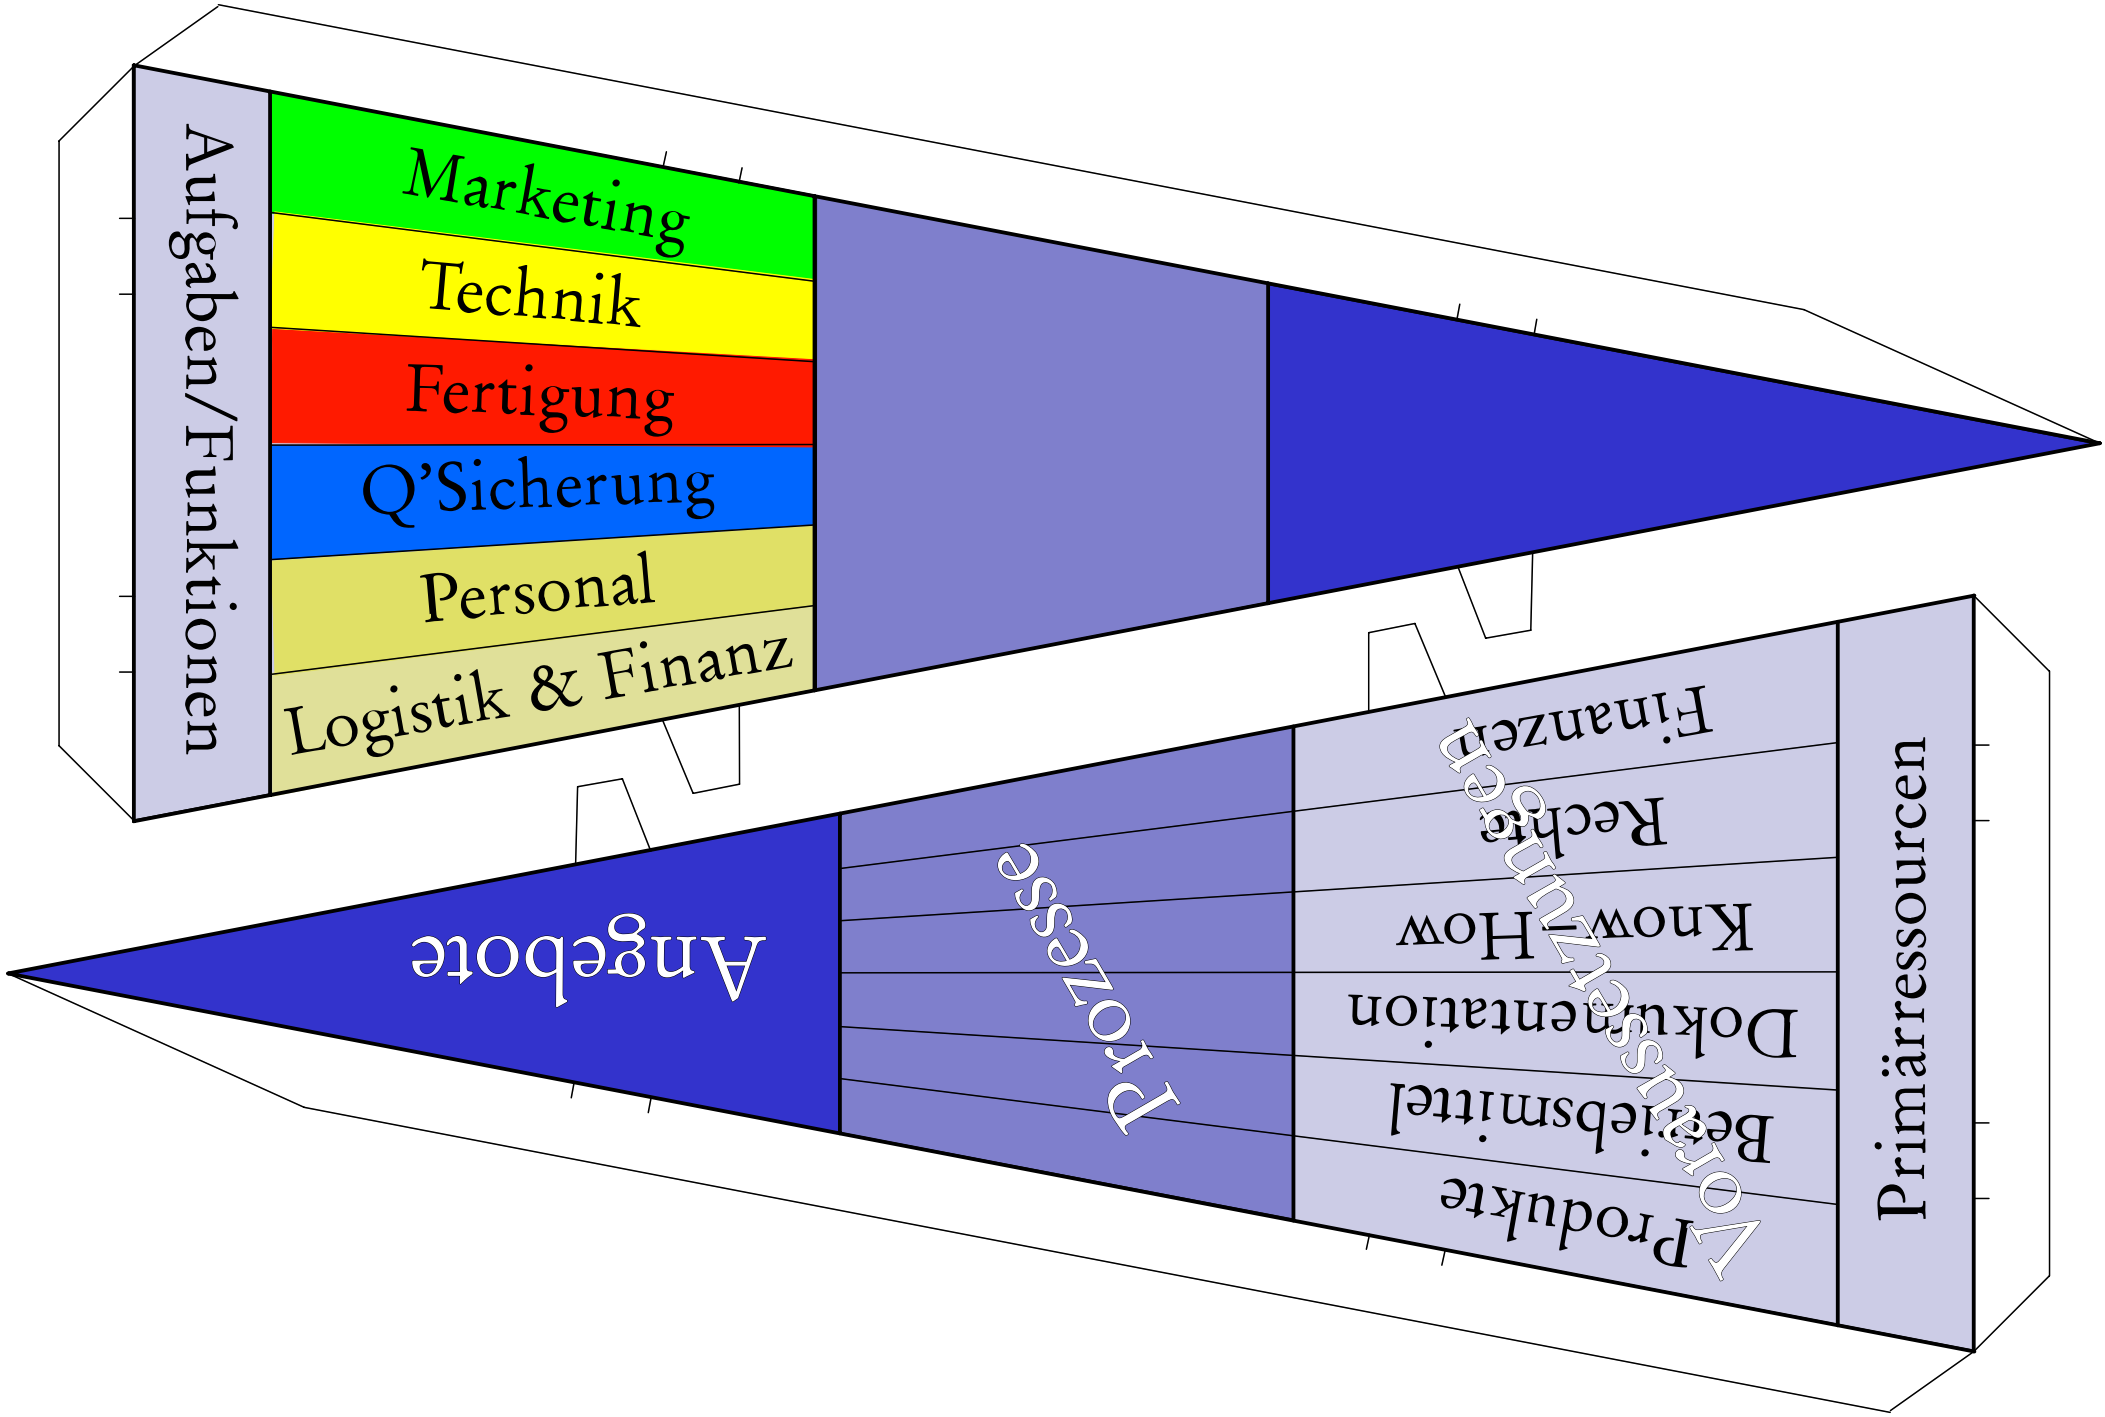 Aufgaben/Funktionen
Marketing
Technik
Fertigung
Q’Sicherung
Personal
Logistik & Finanz
Angebote
Prozesse
Voraussetzungen
Finanzen
Rechte
Know-How
Dokumentation
Betriebsmittel
Produkte
Primärressourcen